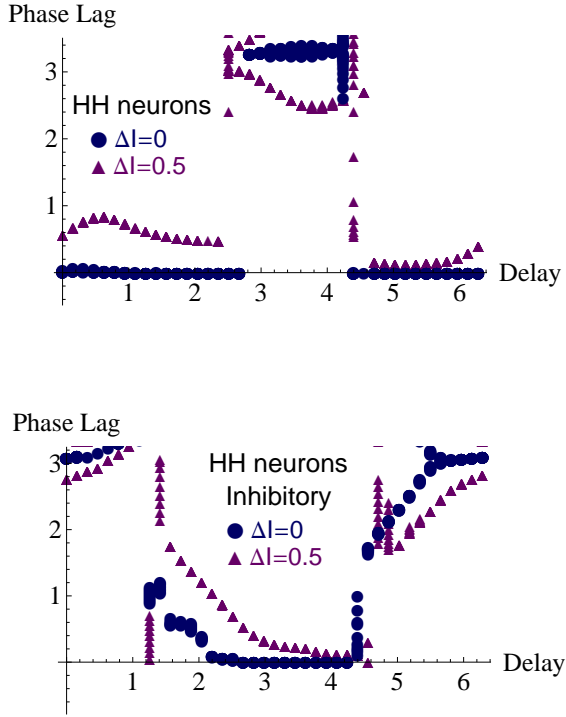 Phase Lag
3
HH neurons
ΔI=0
2
ΔI=0.5
1
1 2 3 4 5 6 Delay
Phase Lag
3
HH neurons
Inhibitory
2
ΔI=0
ΔI=0.5
1
1 2 3 4 5 6 Delay